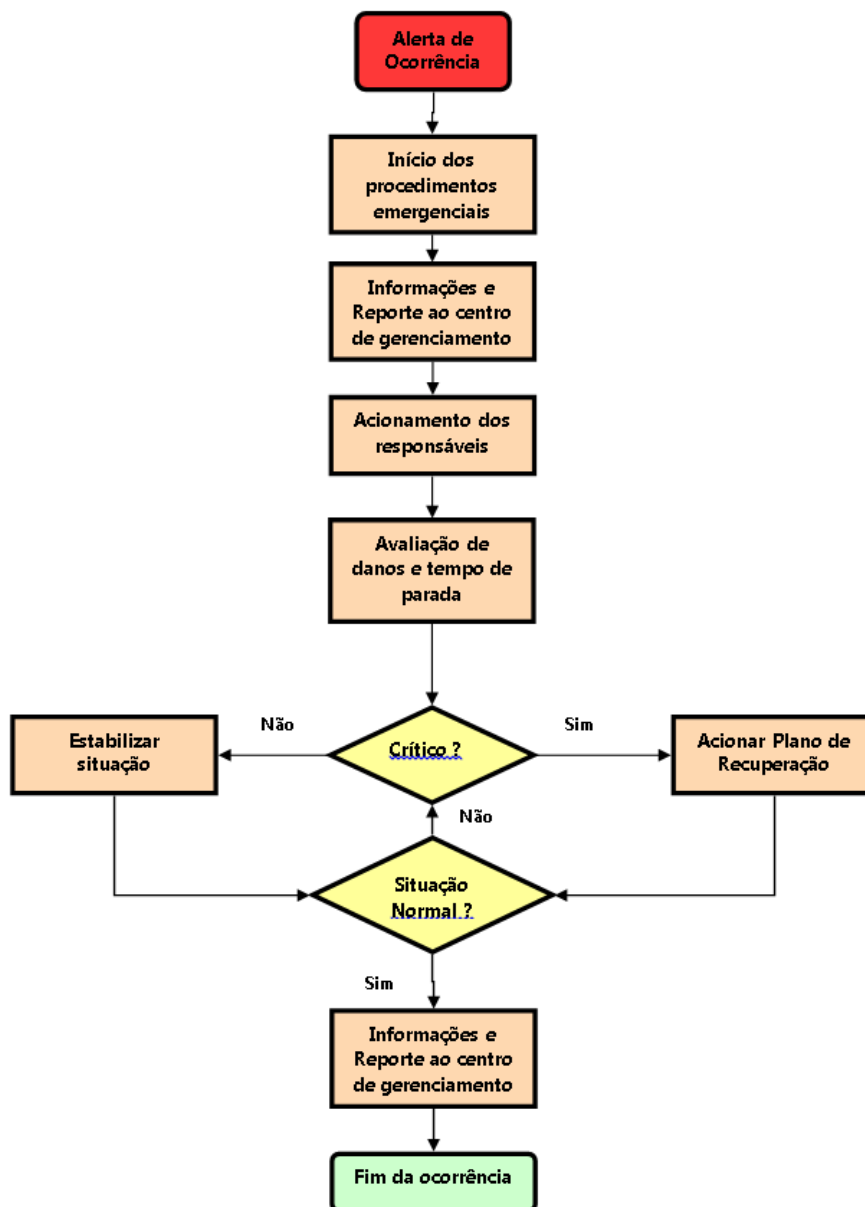 Alerta de
Ocorrência
Início dos
procedimentos
emergenciais
Informações e
Reporte ao centro
de gerenciamento
Acionamento dos
responsáveis
Avaliação de
danos e tempo de
parada
Não
Sim
Estabilizar
situação
Crítico ?
Acionar Plano de
Recuperação
Não
Situação
Normal ?
Sim
Informações e
Reporte ao centro
de gerenciamento
Fim da ocorrência